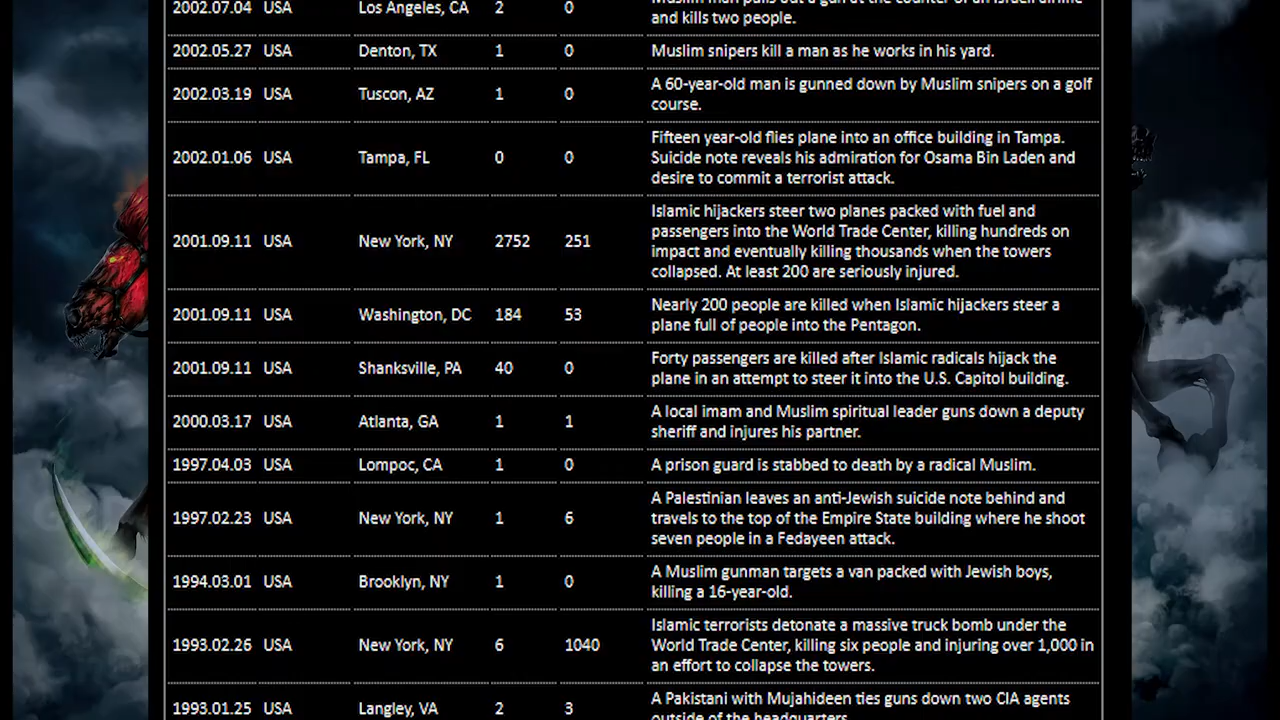 2002.07.04 USA Los Angeles, CA 2 0 Muslim man pulls out a gun at the counter of an Israeli airline
and kills two people.
2002.05.27 USA Denton, TX 1 0 Muslim snipers kill a man as he works in his yard.
2002.03.19 USA Tuscon, AZ 1 0 A 60-year-old man is gunned down by Muslim snipers on a golf
course.
2002.01.06 USA Tampa, FL 0 0 Fifteen year-old flies plane into an office building in Tampa.
Suicide note reveals his admiration for Osama Bin Laden and
desire to commit a terrorist attack.
2001.09.11 USA New York, NY 2752 251 Islamic hijackers steer two planes packed with fuel and
passengers into the World Trade Center, killing hundreds on
impact and eventually killing thousands when the towers
collapsed. At least 200 are seriously injured.
2001.09.11 USA Washington, DC 184 53 Nearly 200 people are killed when Islamic hijackers steer a
plane full of people into the Pentagon.
2001.09.11 USA Shanksville, PA 40 0 Forty passengers are killed after Islamic radicals hijack the
plane in an attempt to steer it into the U.S. Capitol building.
2000.03.17 USA Atlanta, GA 1 1 A local imam and Muslim spiritual leader guns down a deputy
sheriff and injures his partner.
1997.04.03 USA Lompoc, CA 1 0 A prison guard is stabbed to death by a radical Muslim.
1997.02.23 USA New York, NY 1 6 A Palestinian leaves an anti-Jewish suicide note behind and
travels to the top of the Empire State building where he shoot
seven people in a Fedayeen attack.
1994.03.01 USA Brooklyn, NY 1 0 A Muslim gunman targets a van packed with Jewish boys,
killing a 16-year-old.
1993.02.26 USA New York, NY 6 1040 Islamic terrorists detonate a massive truck bomb under the
World Trade Center, killing six people and injuring over 1,000 in
an effort to collapse the towers.
1993.01.25 USA Langley, VA 2 3 A Pakistani with Mujahideen ties guns down two CIA agents
outside of the headquarters.